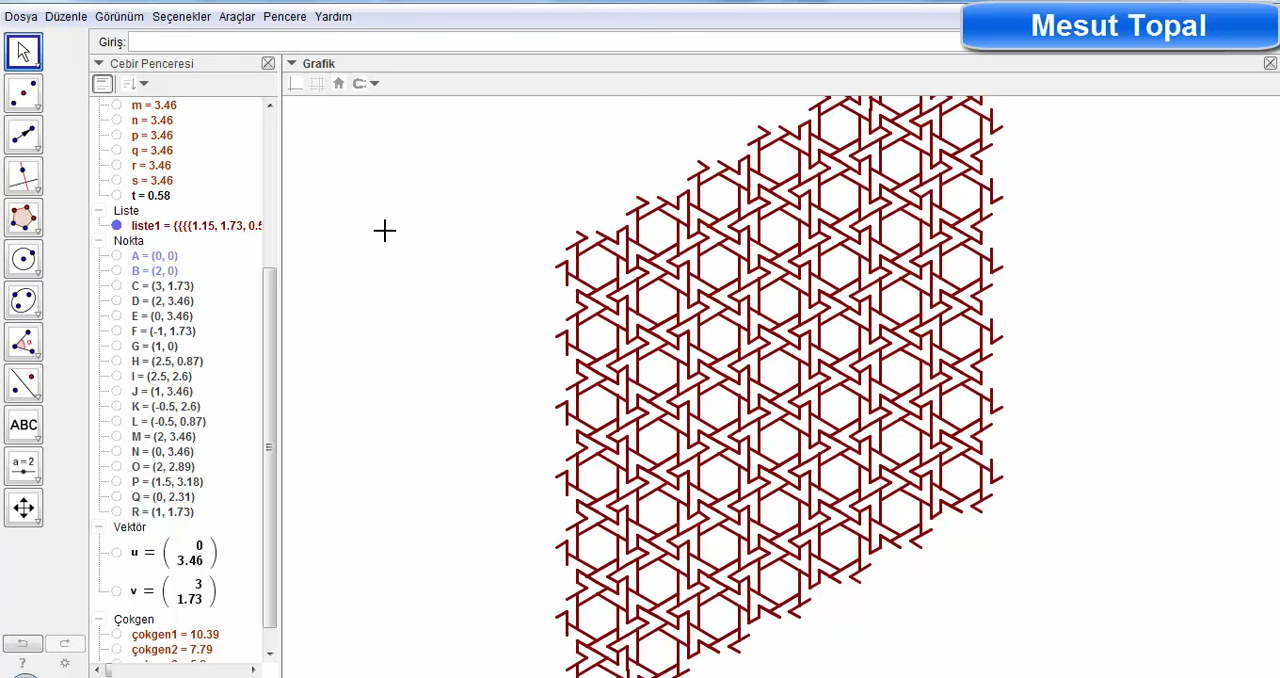 Dosya Düzenle Görünüm Seçenekler Araçlar Pencere Yardım
Mesut Topal
Giriş:
Cebir Penceresi
Grafik
m = 3.46
n = 3.46
p = 3.46
q = 3.46
r = 3.46
s = 3.46
t = 0.58
Liste
liste1 = {{{{1.15, 1.73, 0.5
Nokta
A = (0, 0)
B = (2, 0)
C = (3, 1.73)
D = (2, 3.46)
E = (0, 3.46)
F = (-1, 1.73)
G = (1, 0)
H = (2.5, 0.87)
I = (2.5, 2.6)
J = (1, 3.46)
K = (-0.5, 2.6)
L = (-0.5, 0.87)
M = (2, 3.46)
N = (0, 3.46)
O = (2, 2.89)
P = (1.5, 3.18)
Q = (0, 2.31)
R = (1, 1.73)
Vektör
u = ( 0
3.46 )
v = ( 3
1.73 )
Çokgen
çokgen1 = 10.39
çokgen2 = 7.79
ABC
a = 2
α
?